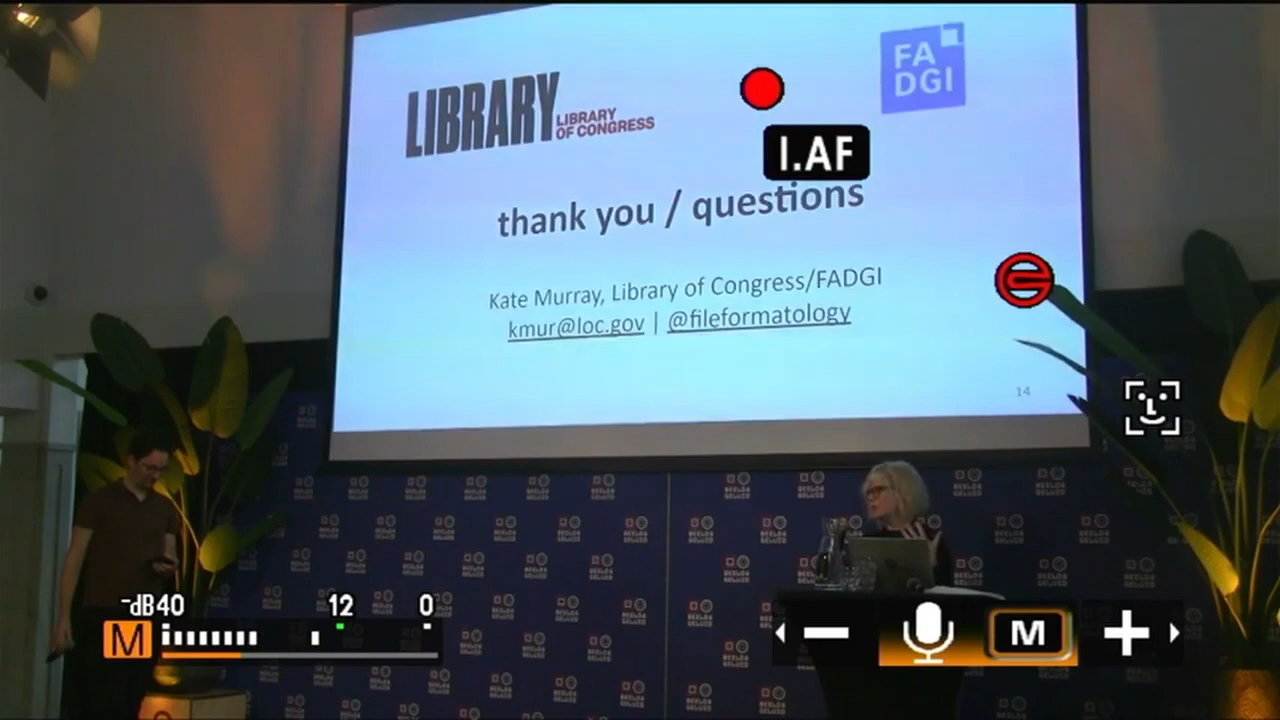 LIBRARY
LIBRARY
OF CONGRESS
FA
DGI
I.AF
thank you / questions
Kate Murray, Library of Congress/FADGI
kmur@loc.gov | @fileformatology
14
-dB40 12 0
M
M